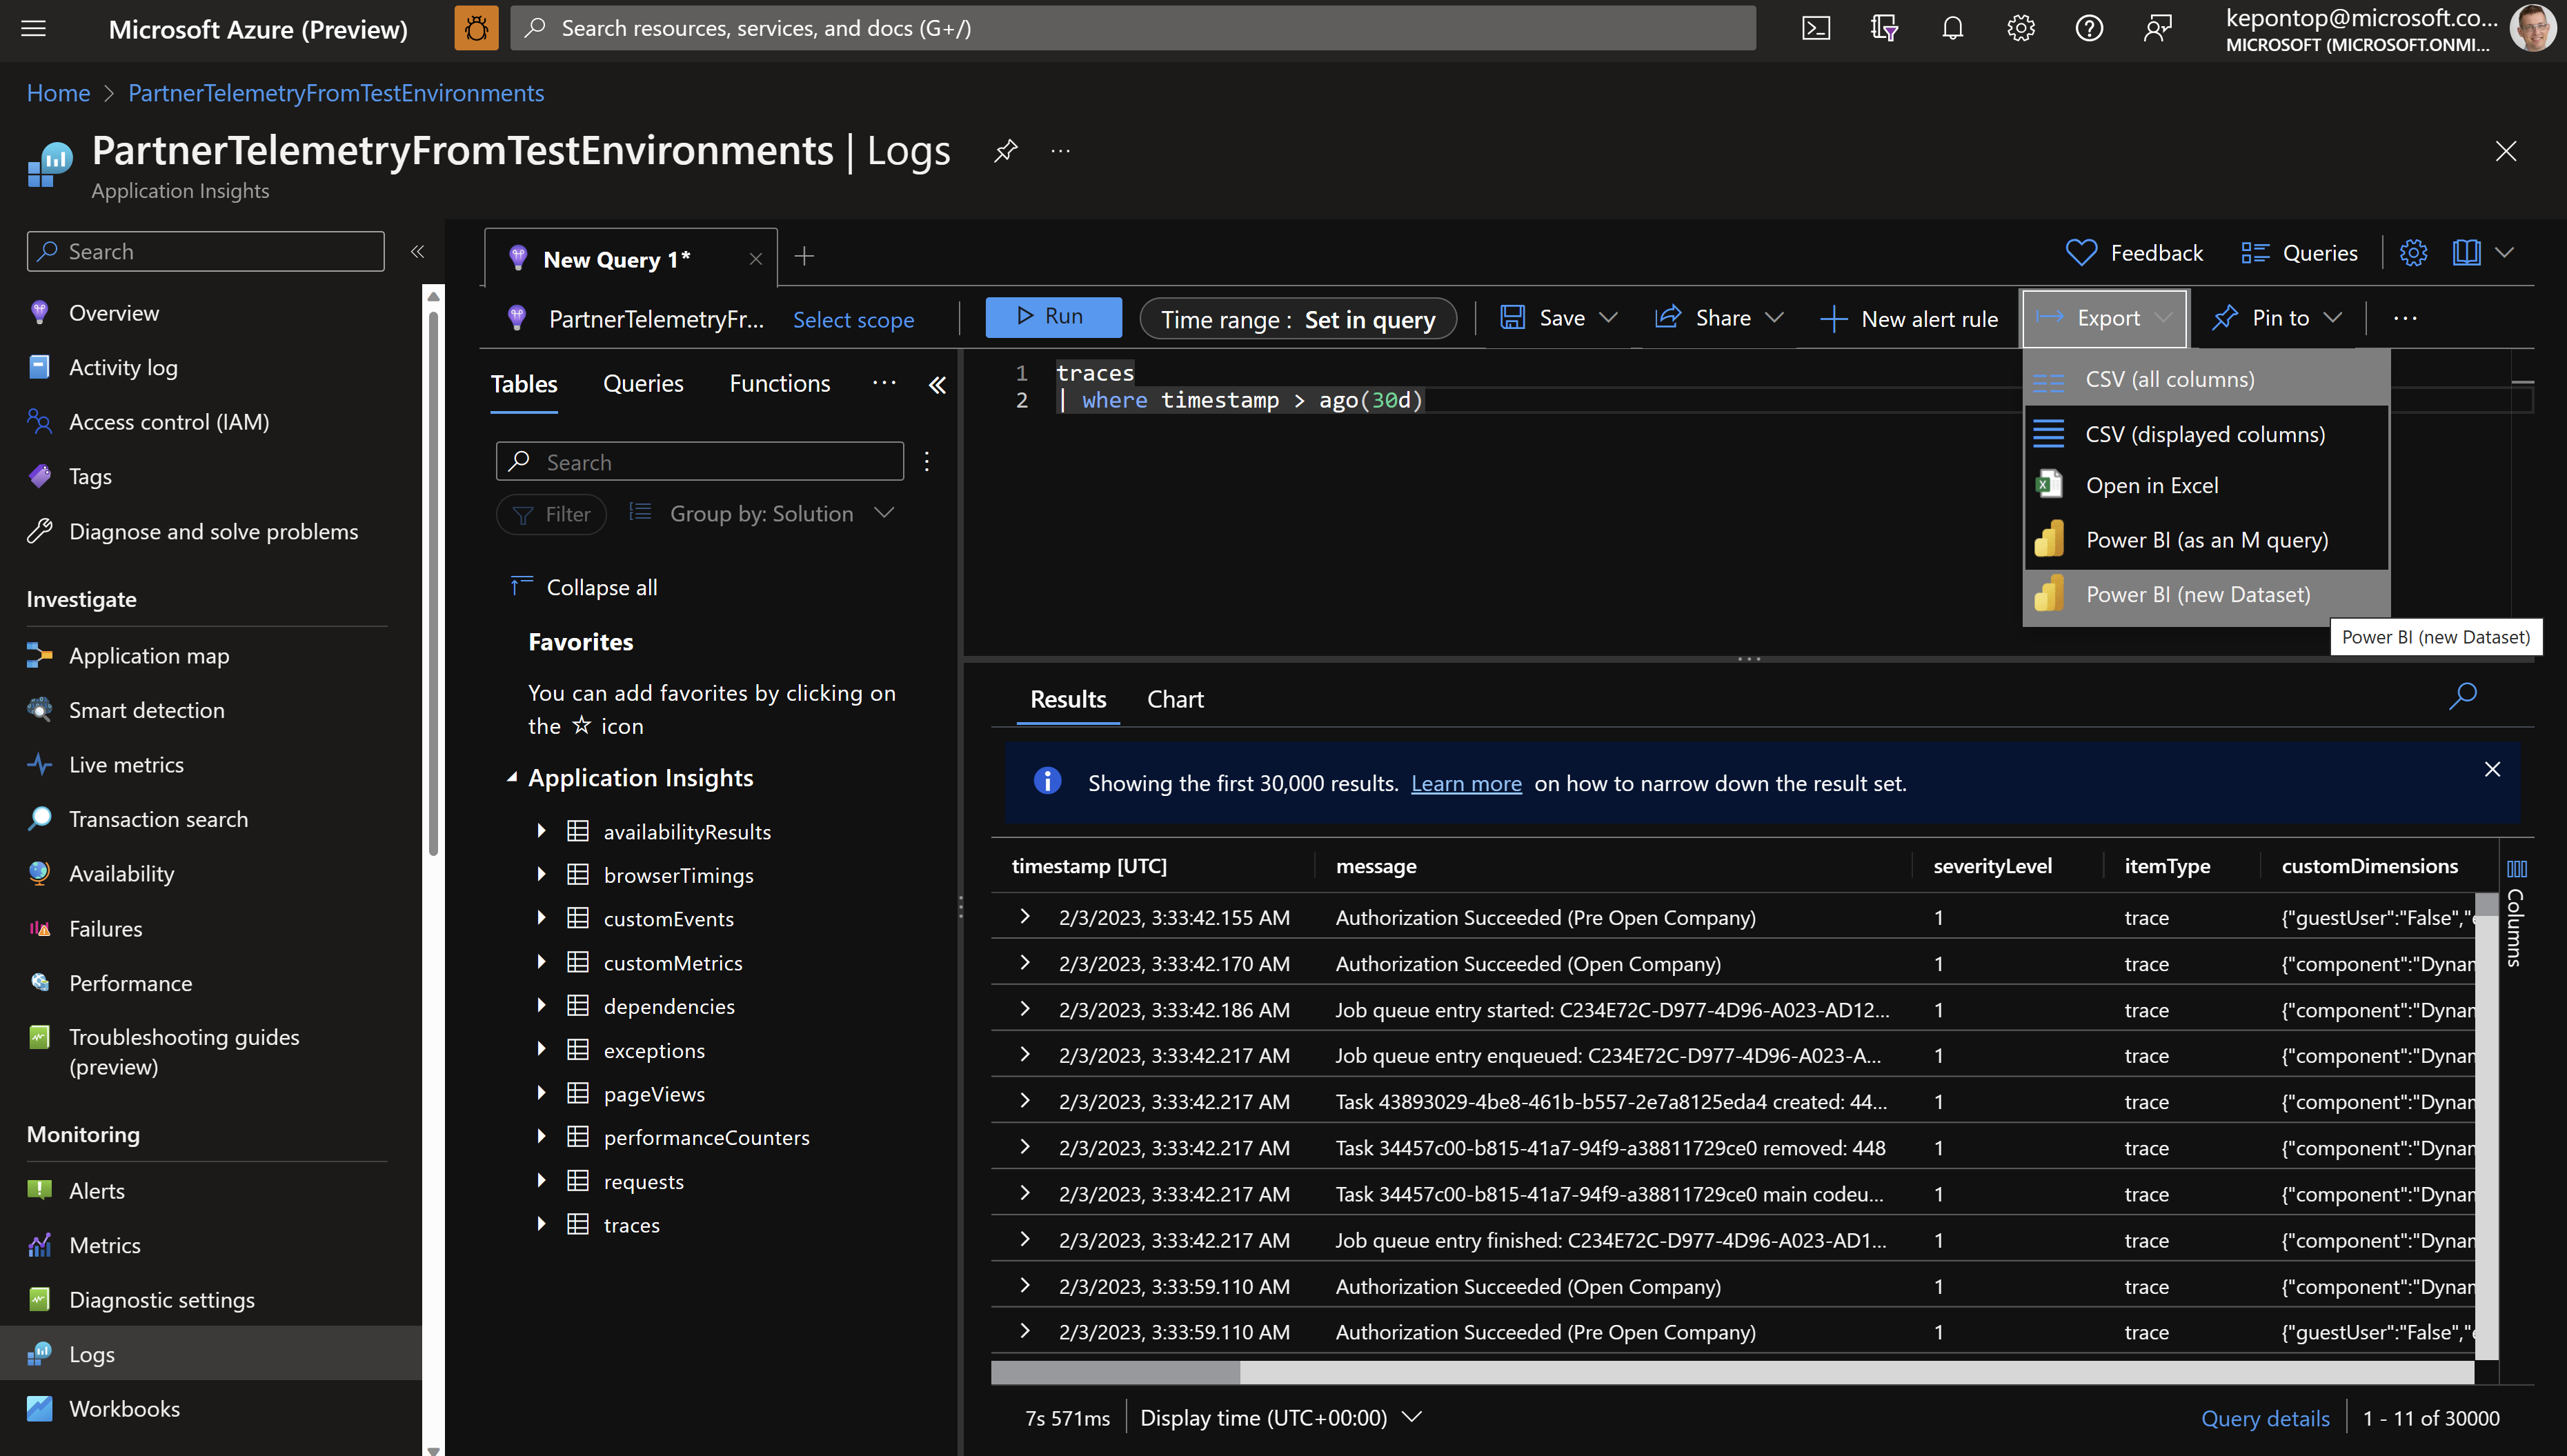 Microsoft Azure (Preview)
Search resources, services, and docs (G+/)
kepontop@microsoft.co...
MICROSOFT (MICROSOFT.ONMI...
Home > PartnerTelemetryFromTestEnvironments
PartnerTelemetryFromTestEnvironments | Logs
Application Insights
Search
Overview
Activity log
Access control (IAM)
Tags
Diagnose and solve problems
Investigate
Application map
Smart detection
Live metrics
Transaction search
Availability
Failures
Performance
Troubleshooting guides
(preview)
Monitoring
Alerts
Metrics
Diagnostic settings
Logs
Workbooks
New Query 1*
Feedback
Queries
PartnerTelemetryFr...
Select scope
Run
Time range : Set in query
Save
Share
New alert rule
Export
Pin to
Tables
Queries
Functions
Search
Filter
Group by: Solution
Collapse all
Favorites
You can add favorites by clicking on
the ☆ icon
Application Insights
availabilityResults
browserTimings
customEvents
customMetrics
dependencies
exceptions
pageViews
performanceCounters
requests
traces
1 traces
2 | where timestamp > ago(30d)
CSV (all columns)
CSV (displayed columns)
Open in Excel
Power BI (as an M query)
Power BI (new Dataset)
Power BI (new Dataset)
Results
Chart
Showing the first 30,000 results. Learn more on how to narrow down the result set.
timestamp [UTC] message severityLevel itemType customDimensions
2/3/2023, 3:33:42.155 AM Authorization Succeeded (Pre Open Company) 1 trace {"guestUser":"False","e
2/3/2023, 3:33:42.170 AM Authorization Succeeded (Open Company) 1 trace {"component":"Dynam
2/3/2023, 3:33:42.186 AM Job queue entry started: C234E72C-D977-4D96-A023-AD12... 1 trace {"component":"Dynam
2/3/2023, 3:33:42.217 AM Job queue entry enqueued: C234E72C-D977-4D96-A023-A... 1 trace {"component":"Dynam
2/3/2023, 3:33:42.217 AM Task 43893029-4be8-461b-b557-2e7a8125eda4 created: 44... 1 trace {"component":"Dynam
2/3/2023, 3:33:42.217 AM Task 34457c00-b815-41a7-94f9-a38811729ce0 removed: 448 1 trace {"component":"Dynam
2/3/2023, 3:33:42.217 AM Task 34457c00-b815-41a7-94f9-a38811729ce0 main codeu... 1 trace {"component":"Dynam
2/3/2023, 3:33:42.217 AM Job queue entry finished: C234E72C-D977-4D96-A023-AD1... 1 trace {"component":"Dynam
2/3/2023, 3:33:59.110 AM Authorization Succeeded (Open Company) 1 trace {"component":"Dynam
2/3/2023, 3:33:59.110 AM Authorization Succeeded (Pre Open Company) 1 trace {"guestUser":"False","e
Columns
7s 571ms
Display time (UTC+00:00)
Query details
1 - 11 of 30000